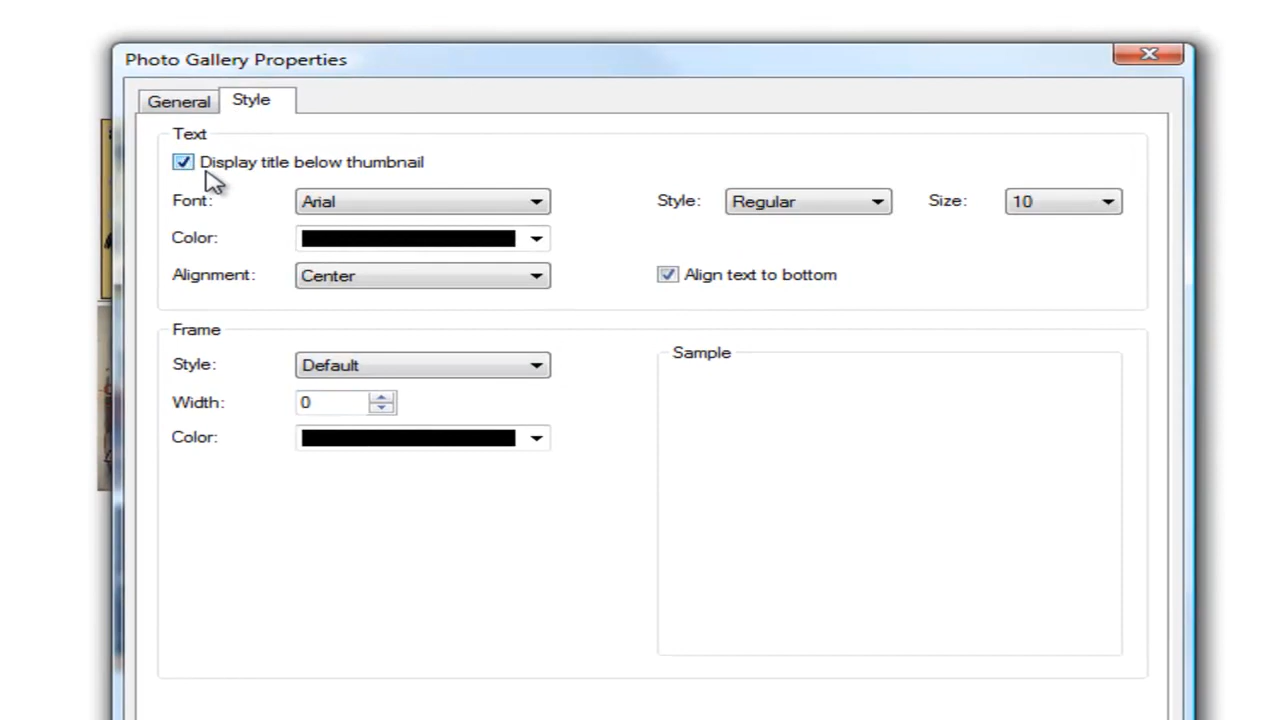 Photo Gallery Properties
General Style
Text
Display title below thumbnail
Font: Arial Style: Regular Size: 10
Color:
Alignment: Center Align text to bottom
Frame
Style: Default Sample
Width: 0
Color: